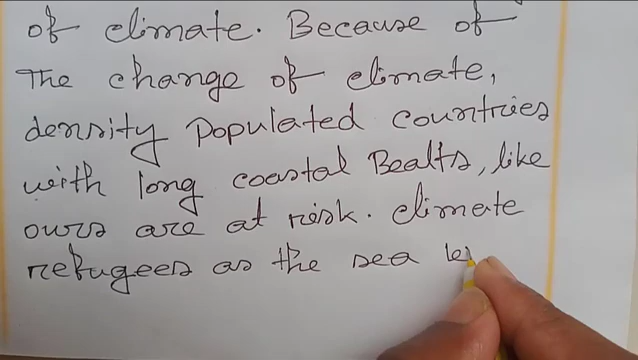 of climate. Because of
The change of climate,
density populated countries
with long coastal Bealts, like
ours are at risk. climate
refugees as the sea le